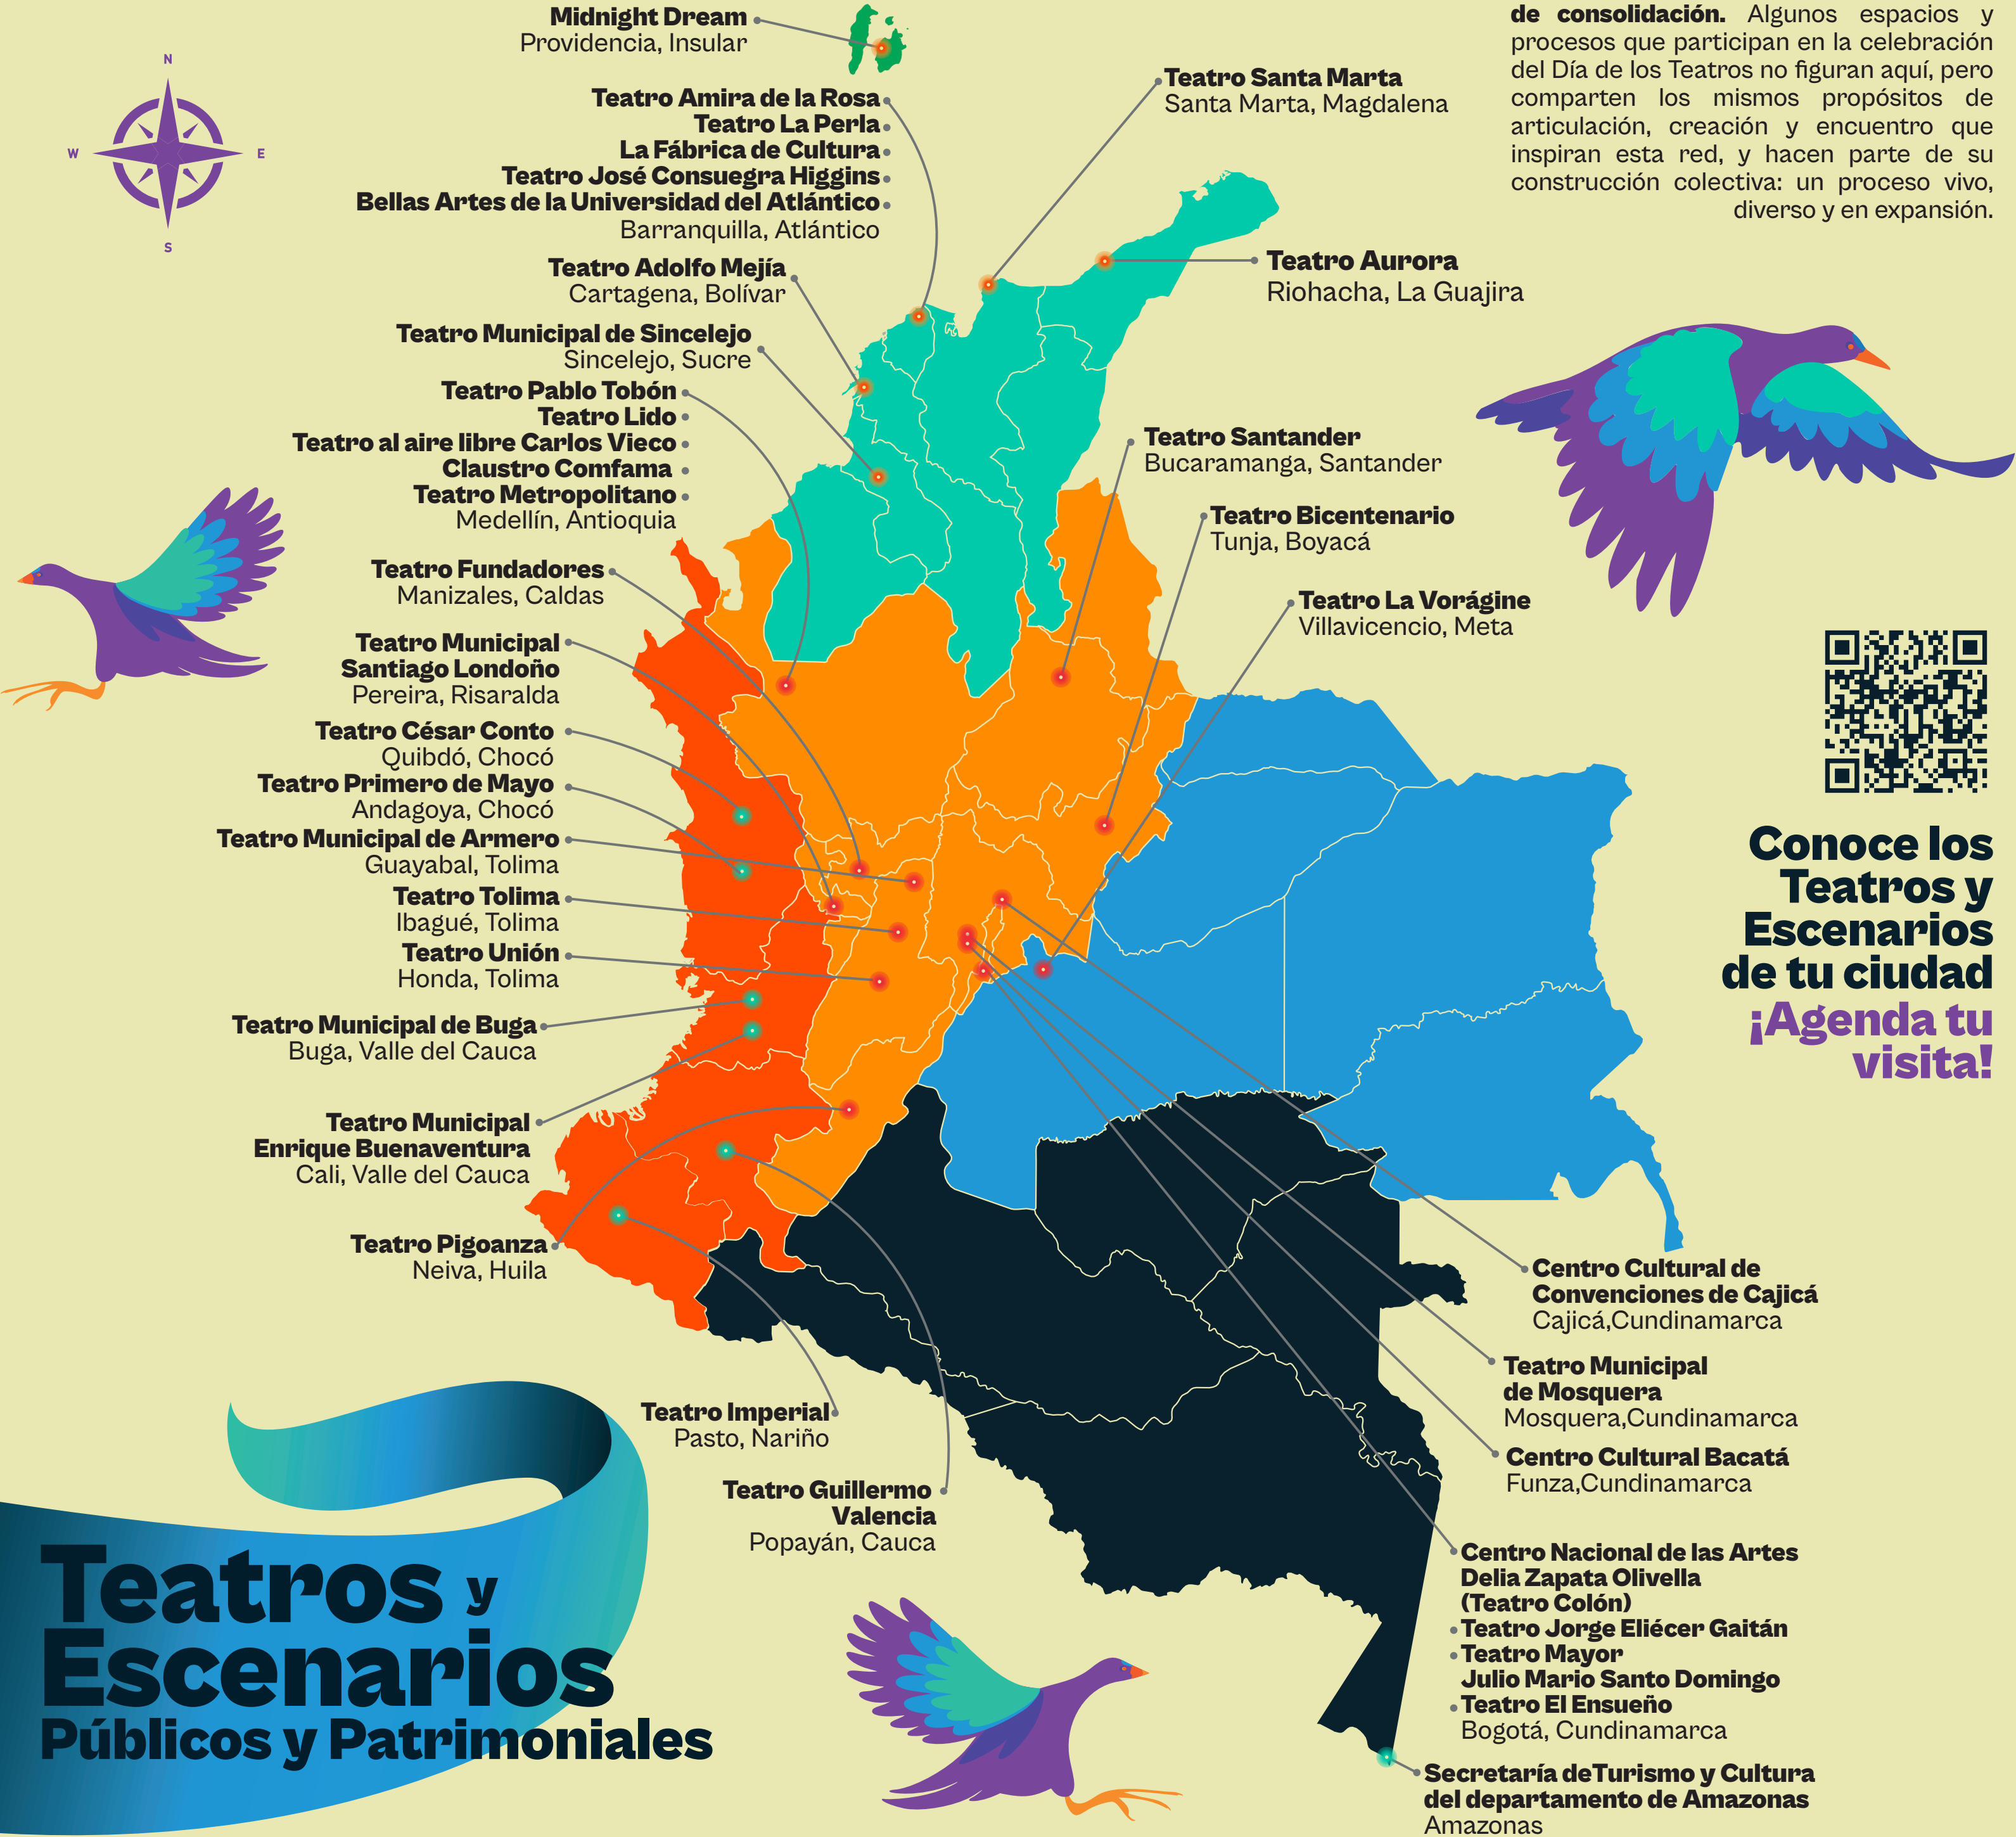 N
W
E
S
Midnight Dream
Providencia, Insular
Teatro Amira de la Rosa
Teatro La Perla
La Fábrica de Cultura
Teatro José Consuegra Higgins
Bellas Artes de la Universidad del Atlántico
Barranquilla, Atlántico
Teatro Adolfo Mejía
Cartagena, Bolívar
Teatro Municipal de Sincelejo
Sincelejo, Sucre
Teatro Pablo Tobón
Teatro Lido
Teatro al aire libre Carlos Vieco
Claustro Comfama
Teatro Metropolitano
Medellín, Antioquia
Teatro Fundadores
Manizales, Caldas
Teatro Municipal
Santiago Londoño
Pereira, Risaralda
Teatro César Conto
Quibdó, Chocó
Teatro Primero de Mayo
Andagoya, Chocó
Teatro Municipal de Armero
Guayabal, Tolima
Teatro Tolima
Ibagué, Tolima
Teatro Unión
Honda, Tolima
Teatro Municipal de Buga
Buga, Valle del Cauca
Teatro Municipal
Enrique Buenaventura
Cali, Valle del Cauca
Teatro Pigoanza
Neiva, Huila
Teatro Imperial
Pasto, Nariño
Teatro Guillermo
Valencia
Popayán, Cauca
de consolidación. Algunos espacios y
procesos que participan en la celebración
del Día de los Teatros no figuran aquí, pero
comparten los mismos propósitos de
articulación, creación y encuentro que
inspiran esta red, y hacen parte de su
construcción colectiva: un proceso vivo,
diverso y en expansión.
Teatro Santa Marta
Santa Marta, Magdalena
Teatro Aurora
Riohacha, La Guajira
Teatro Santander
Bucaramanga, Santander
Teatro Bicentenario
Tunja, Boyacá
Teatro La Vorágine
Villavicencio, Meta
Conoce los
Teatros y
Escenarios
de tu ciudad
¡Agenda tu
visita!
Centro Cultural de
Convenciones de Cajicá
Cajicá,Cundinamarca
Teatro Municipal
de Mosquera
Mosquera,Cundinamarca
Centro Cultural Bacatá
Funza,Cundinamarca
Centro Nacional de las Artes
Delia Zapata Olivella
(Teatro Colón)
Teatro Jorge Eliécer Gaitán
Teatro Mayor
Julio Mario Santo Domingo
Teatro El Ensueño
Bogotá, Cundinamarca
Secretaría deTurismo y Cultura
del departamento de Amazonas
Amazonas
Teatros y
Escenarios
Públicos y Patrimoniales